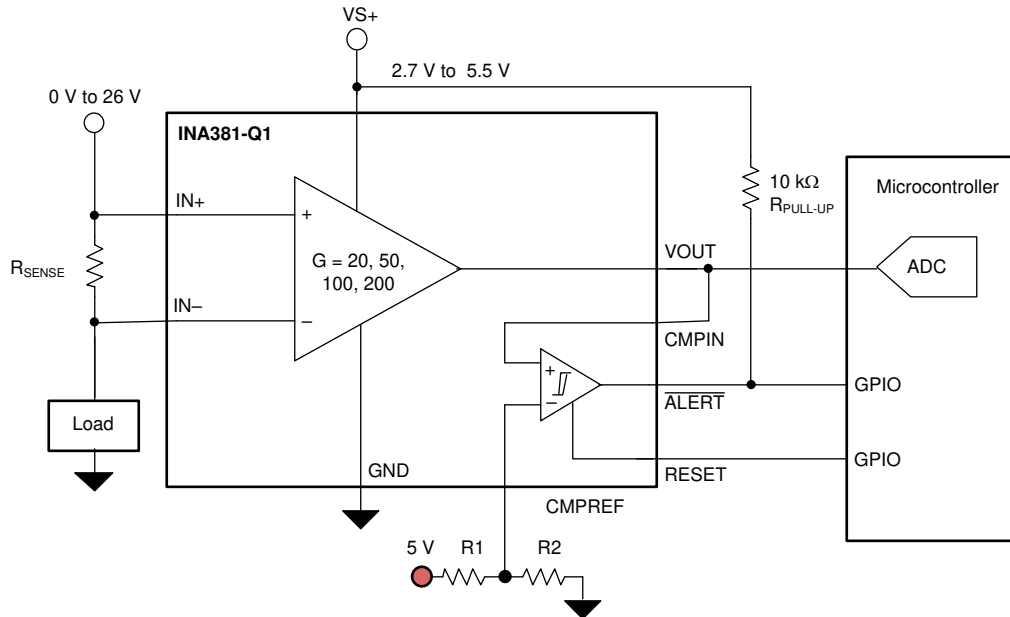 VS+
2.7 V to 5.5 V
0 V to 26 V
INA381-Q1
10 kΩ
RPULL-UP
Microcontroller
IN+
+
RSENSE
G = 20, 50,
100, 200
VOUT
ADC
IN–
–
CMPIN
+
–
ALERT
GPIO
Load
GND
RESET
GPIO
CMPREF
5 V
R1
R2